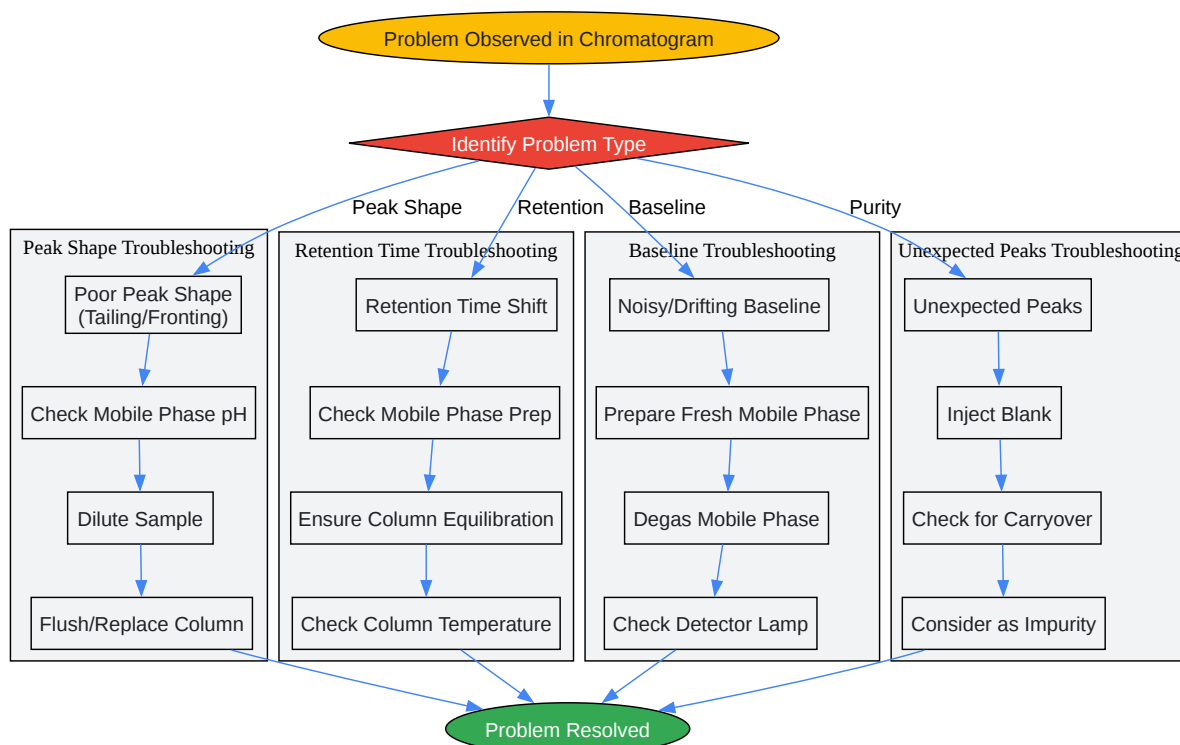 Problem Observed in Chromatogram
Identify Problem Type
Peak Shape
Retention
Baseline
Purity
Peak Shape Troubleshooting
Poor Peak Shape
(Tailing/Fronting)
Check Mobile Phase pH
Dilute Sample
Flush/Replace Column
Retention Time Troubleshooting
Retention Time Shift
Check Mobile Phase Prep
Ensure Column Equilibration
Check Column Temperature
Baseline Troubleshooting
Noisy/Drifting Baseline
Prepare Fresh Mobile Phase
Degas Mobile Phase
Check Detector Lamp
Unexpected Peaks Troubleshooting
Unexpected Peaks
Inject Blank
Check for Carryover
Consider as Impurity
Problem Resolved